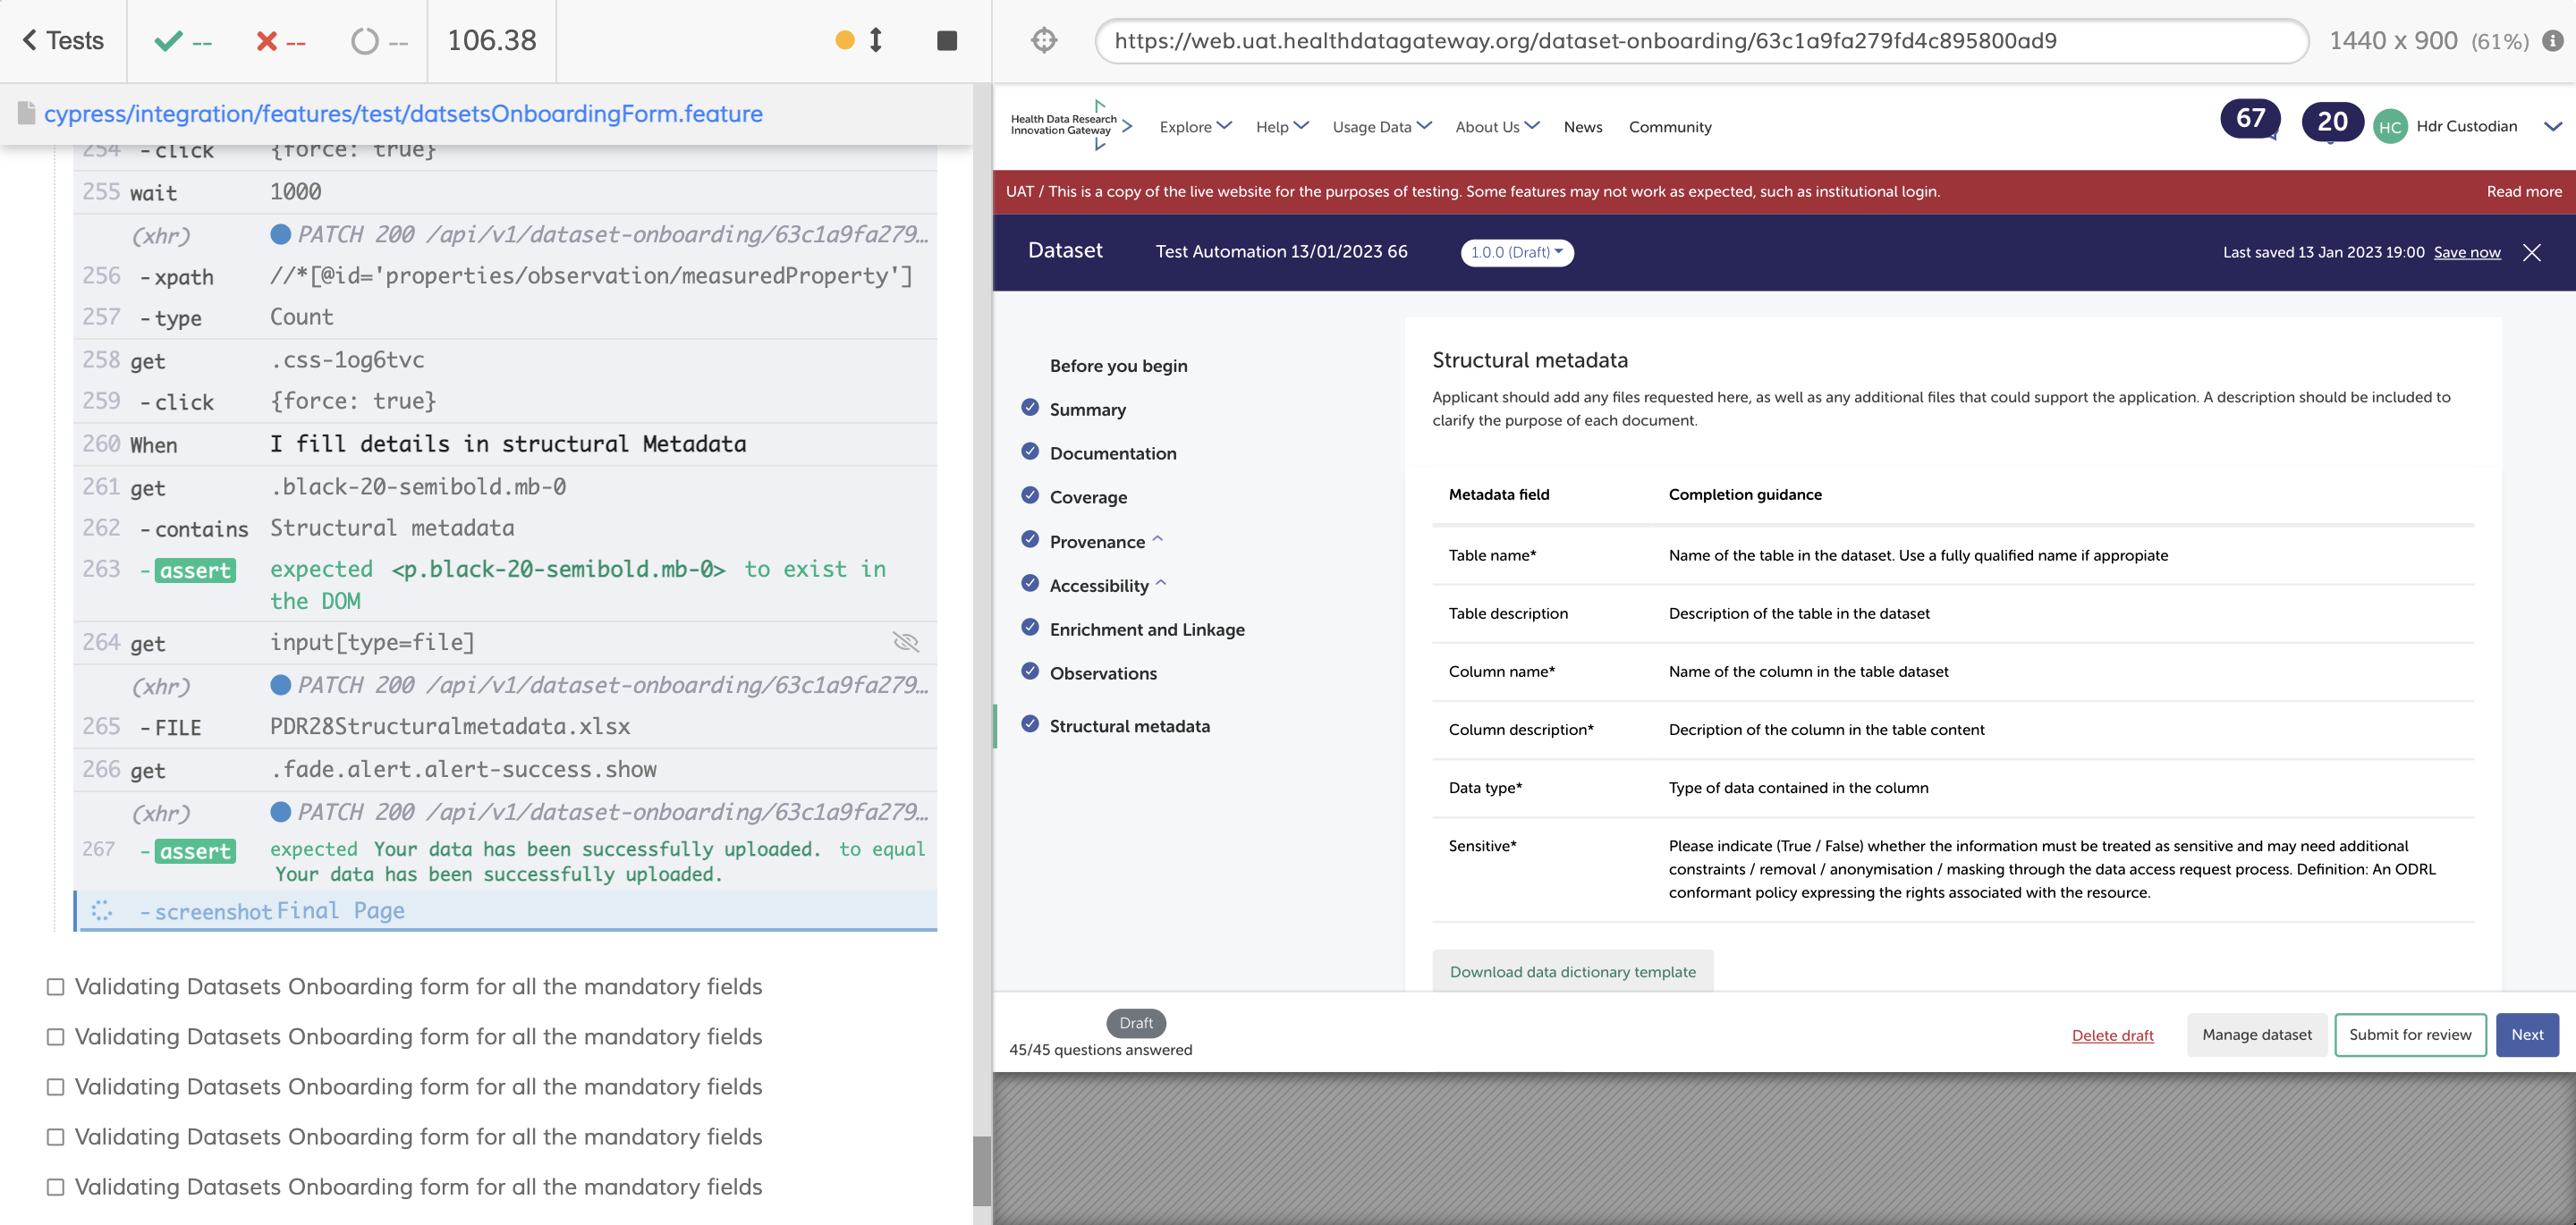 Tests
--
--
--
106.38
https://web.uat.healthdatagateway.org/dataset-onboarding/63c1a9fa279fd4c895800ad9
1440 x 900 (61%)
cypress/integration/features/test/datsetsOnboardingForm.feature
254 -click {force: true}
255 wait 1000
(xhr) PATCH 200 /api/v1/dataset-onboarding/63c1a9fa279…
256 -xpath //*[@id='properties/observation/measuredProperty']
257 -type Count
258 get .css-1og6tvc
259 -click {force: true}
260 When I fill details in structural Metadata
261 get .black-20-semibold.mb-0
262 -contains Structural metadata
263 -assert expected <p.black-20-semibold.mb-0> to exist in
the DOM
264 get input[type=file]
(xhr) PATCH 200 /api/v1/dataset-onboarding/63c1a9fa279…
265 -FILE PDR28Structuralmetadata.xlsx
266 get .fade.alert.alert-success.show
(xhr) PATCH 200 /api/v1/dataset-onboarding/63c1a9fa279…
267 -assert expected Your data has been successfully uploaded. to equal
Your data has been successfully uploaded.
-screenshot Final Page
Validating Datasets Onboarding form for all the mandatory fields
Validating Datasets Onboarding form for all the mandatory fields
Validating Datasets Onboarding form for all the mandatory fields
Validating Datasets Onboarding form for all the mandatory fields
Validating Datasets Onboarding form for all the mandatory fields
Health Data Research
Innovation Gateway
Explore Help Usage Data About Us News Community
67 20 HC Hdr Custodian
UAT / This is a copy of the live website for the purposes of testing. Some features may not work as expected, such as institutional login. Read more
Dataset Test Automation 13/01/2023 66 1.0.0 (Draft) Last saved 13 Jan 2023 19:00 Save now
Before you begin
Summary
Documentation
Coverage
Provenance
Accessibility
Enrichment and Linkage
Observations
Structural metadata
Structural metadata
Applicant should add any files requested here, as well as any additional files that could support the application. A description should be included to
clarify the purpose of each document.
Metadata field Completion guidance
Table name* Name of the table in the dataset. Use a fully qualified name if appropiate
Table description Description of the table in the dataset
Column name* Name of the column in the table dataset
Column description* Decription of the column in the table content
Data type* Type of data contained in the column
Sensitive* Please indicate (True / False) whether the information must be treated as sensitive and may need additional
constraints / removal / anonymisation / masking through the data access request process. Definition: An ODRL
conformant policy expressing the rights associated with the resource.
Download data dictionary template
Draft
45/45 questions answered
Delete draft Manage dataset Submit for review Next